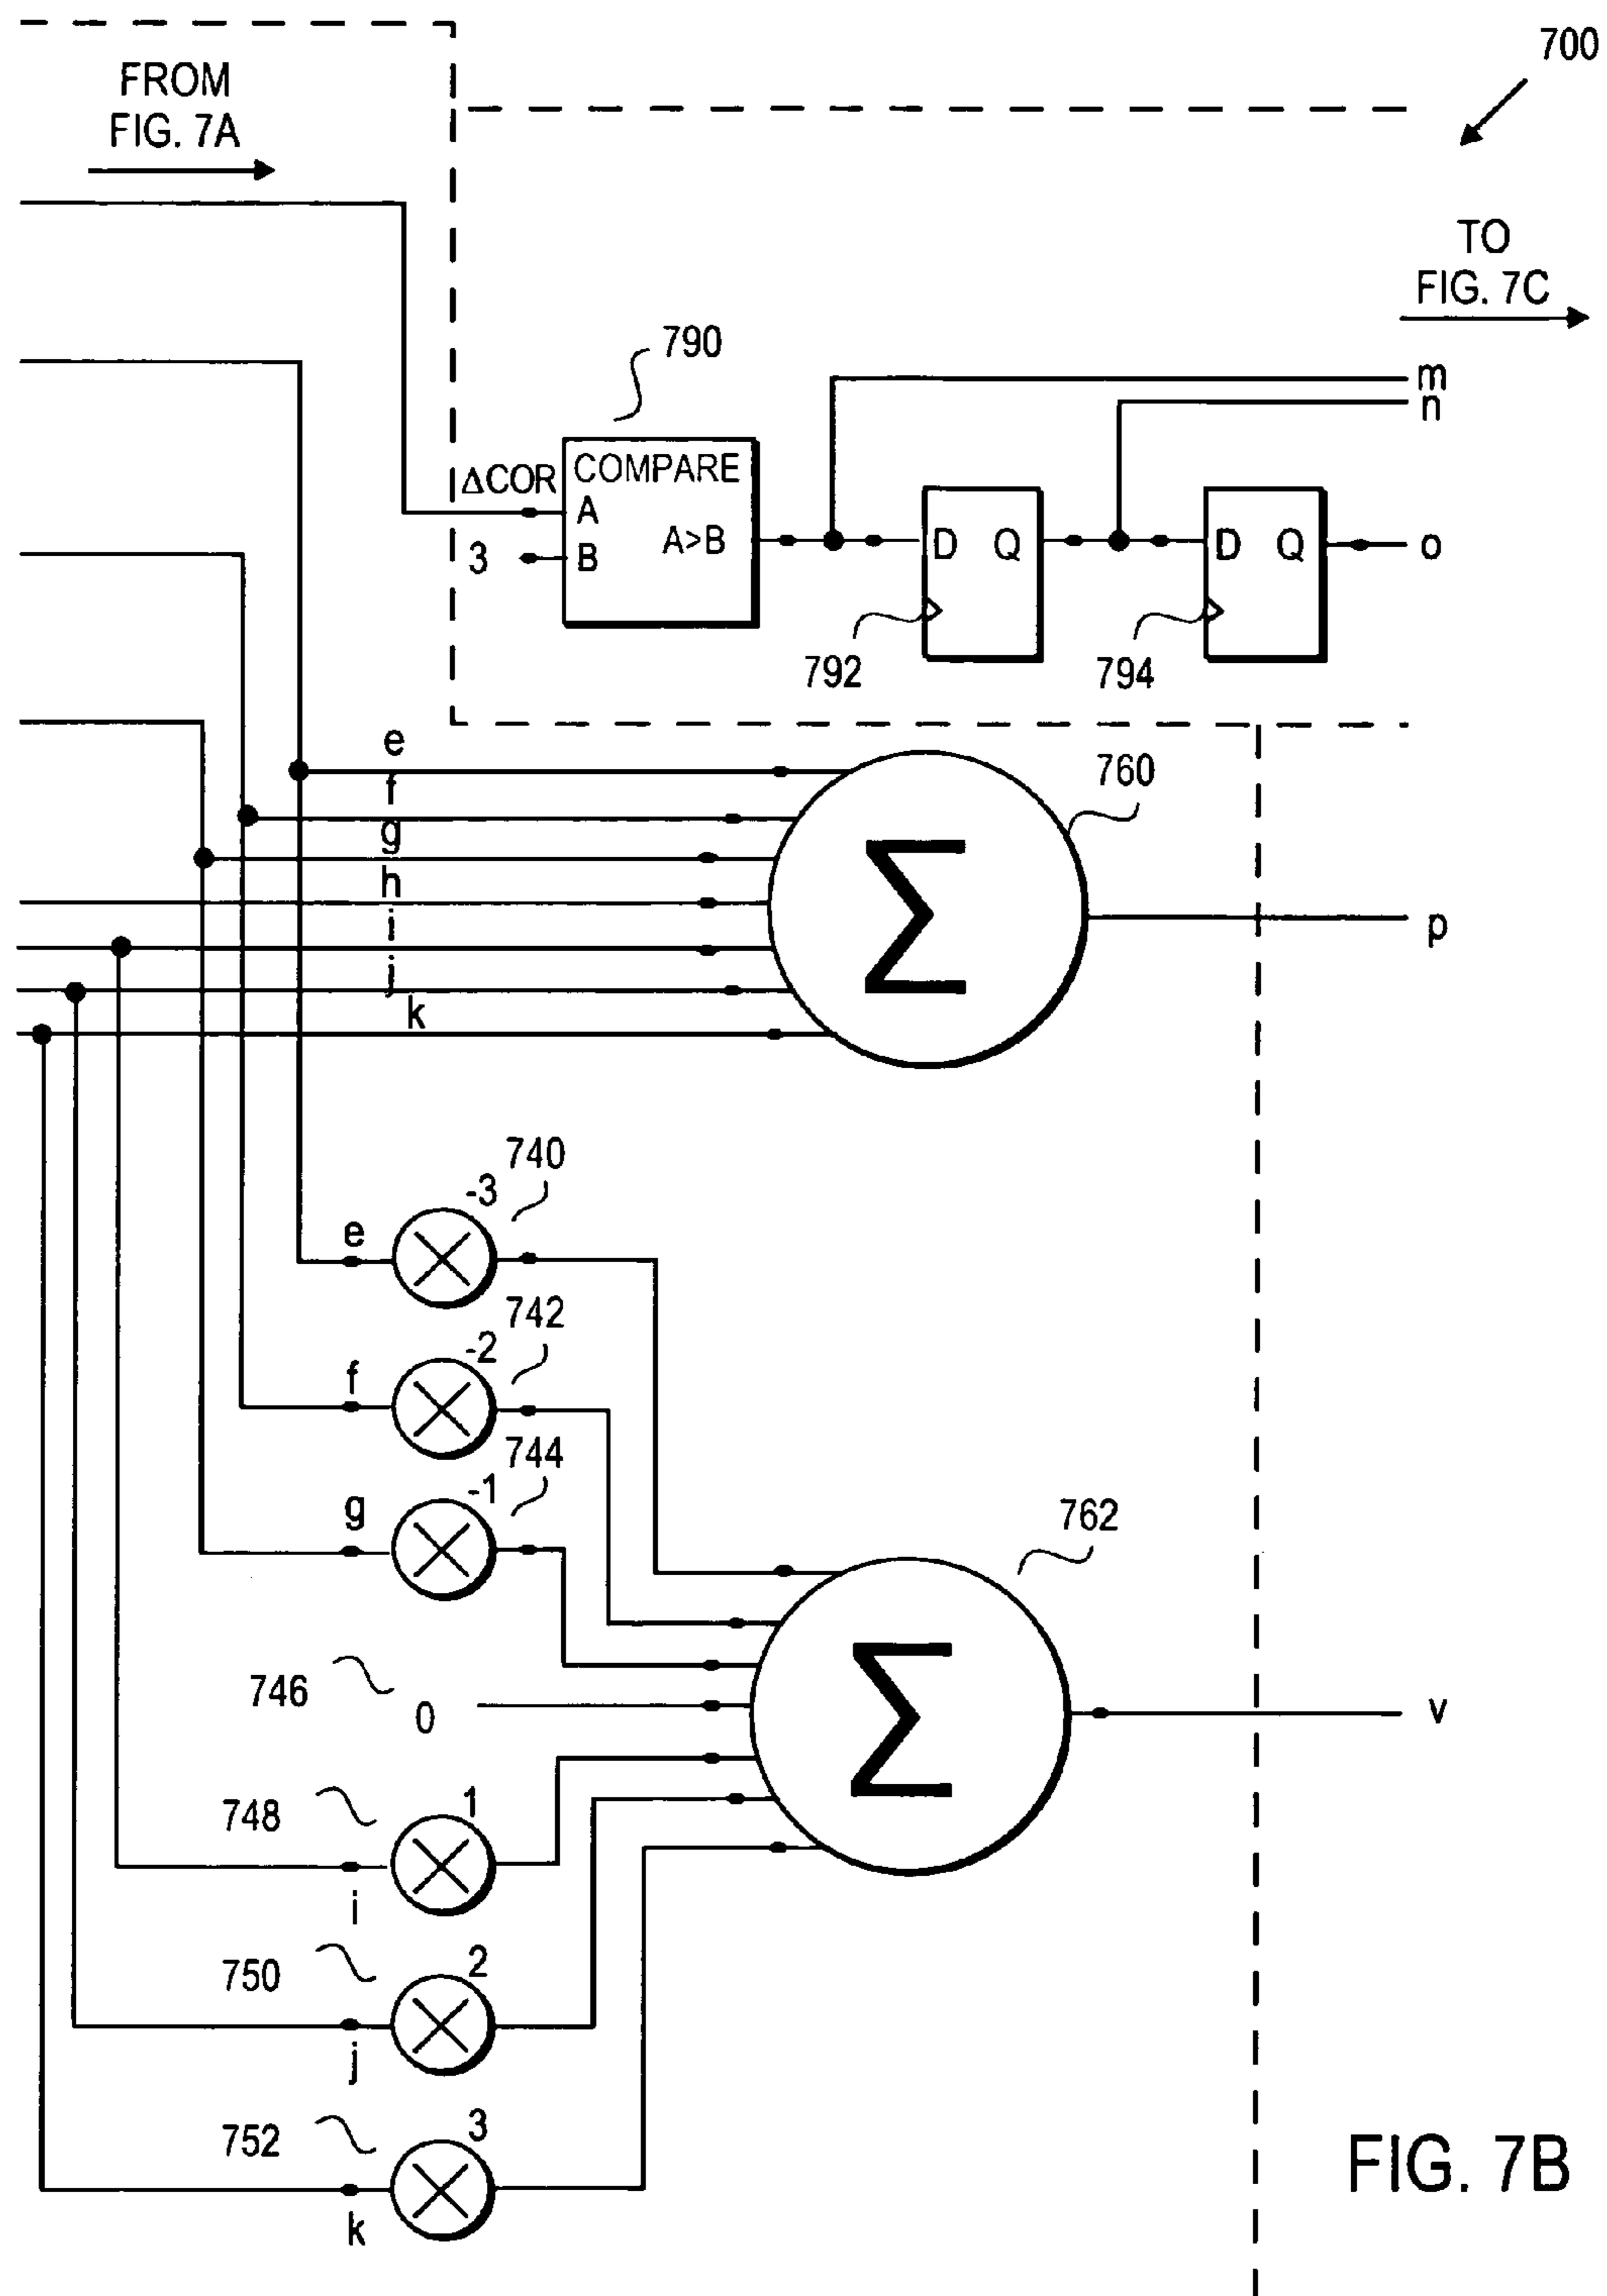 700
FROM
FIG. 7A
TO
FIG. 7C
790
m
n
ΔCOR
COMPARE
A
A>B
3
B
D Q
D Q
o
792
794
e
f
g
h
i
j
k
760
Σ
p
740
-3
e
742
-2
f
744
-1
g
762
746
0
Σ
v
748
1
i
750
2
j
752
3
k
FIG. 7B